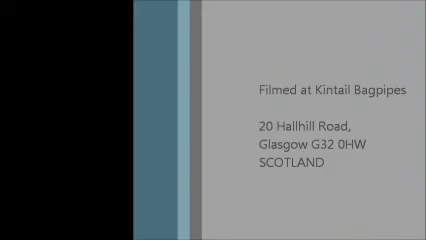 Filmed at Kintail Bagpipes
20 Hallhill Road,
Glasgow G32 0HW
SCOTLAND